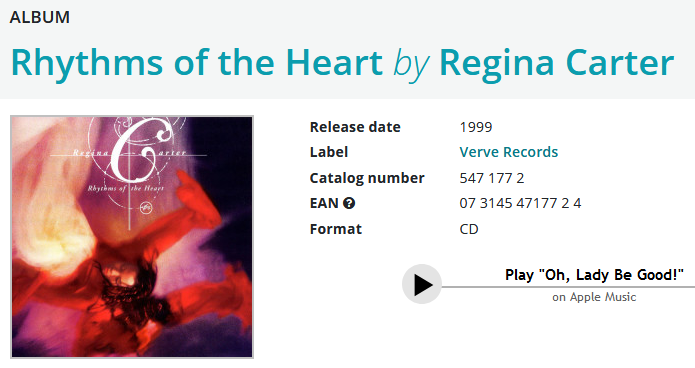 ALBUM
Rhythms of the Heart by Regina Carter
Regina Carter
Rhythms of the Heart
Release date 1999
Label Verve Records
Catalog number 547 177 2
EAN ? 07 3145 47177 2 4
Format CD
Play "Oh, Lady Be Good!"
on Apple Music